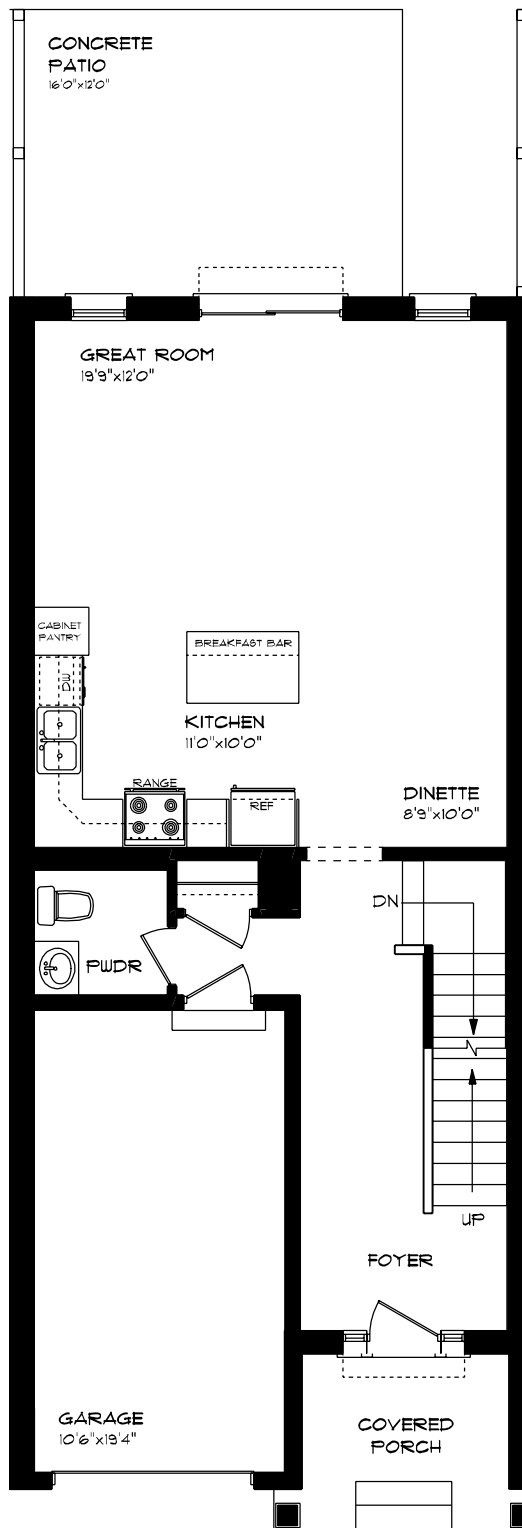 CONCRETE
PATIO
16'0"x12'0"
GREAT ROOM
19'9"x12'0"
CABINET
PANTRY
BREAKFAST BAR
DW
KITCHEN
11'0"x10'0"
RANGE
REF
DINETTE
8'9"x10'0"
DN
PWDR
UP
FOYER
GARAGE
10'6"x19'4"
COVERED
PORCH